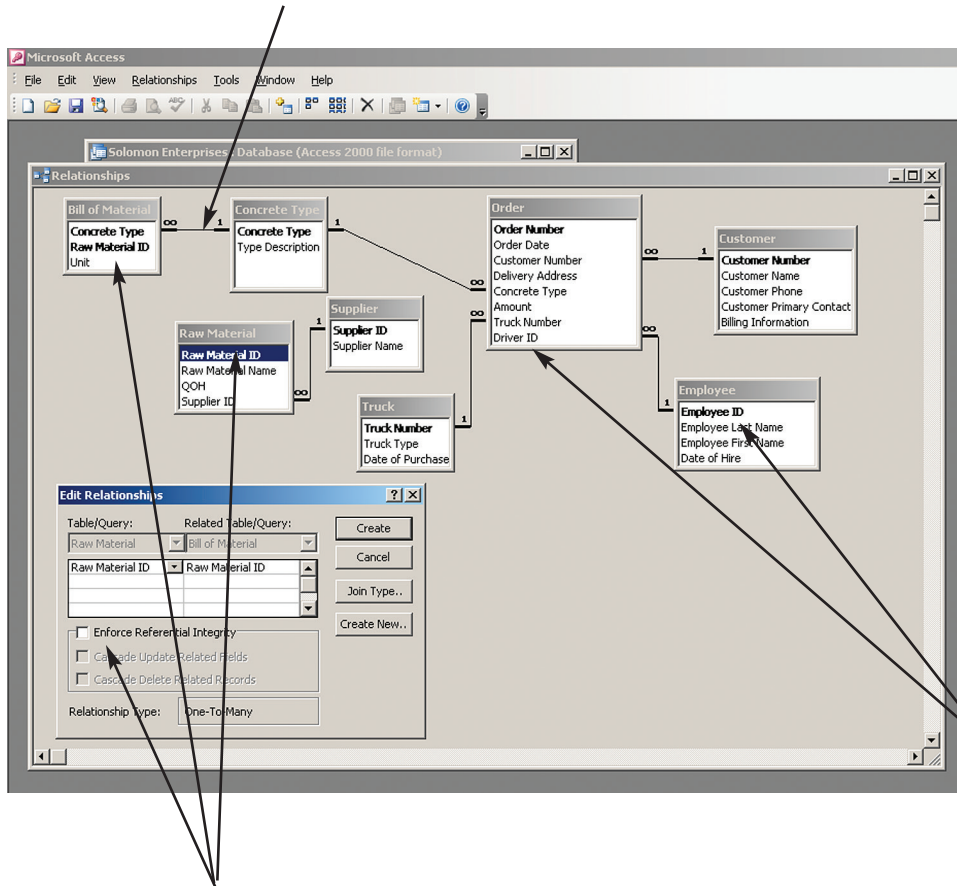 Microsoft Access
File Edit View Relationships Tools Window Help
Solomon Enterprises : Database (Access 2000 file format)
Relationships
Bill of Material
Concrete Type
Raw Material ID
Unit
∞ 1
Concrete Type
Concrete Type
Type Description
1 ∞
Order
Order Number
Order Date
Customer Number
Delivery Address
Concrete Type
Amount
Truck Number
Driver ID
∞ 1
Customer
Customer Number
Customer Name
Customer Phone
Customer Primary Contact
Billing Information
Raw Material
Raw Material ID
Raw Material Name
QOH
Supplier ID
∞ 1
Supplier
Supplier ID
Supplier Name
Truck
Truck Number
Truck Type
Date of Purchase
1 ∞
∞ 1
Employee
Employee ID
Employee Last Name
Employee First Name
Date of Hire
Edit Relationships
Table/Query: Related Table/Query:
Raw Material Bill of Material
Raw Material ID Raw Material ID
Create
Cancel
Join Type..
Create New..
Enforce Referential Integrity
Cascade Update Related Fields
Cascade Delete Related Records
Relationship Type: One-To-Many